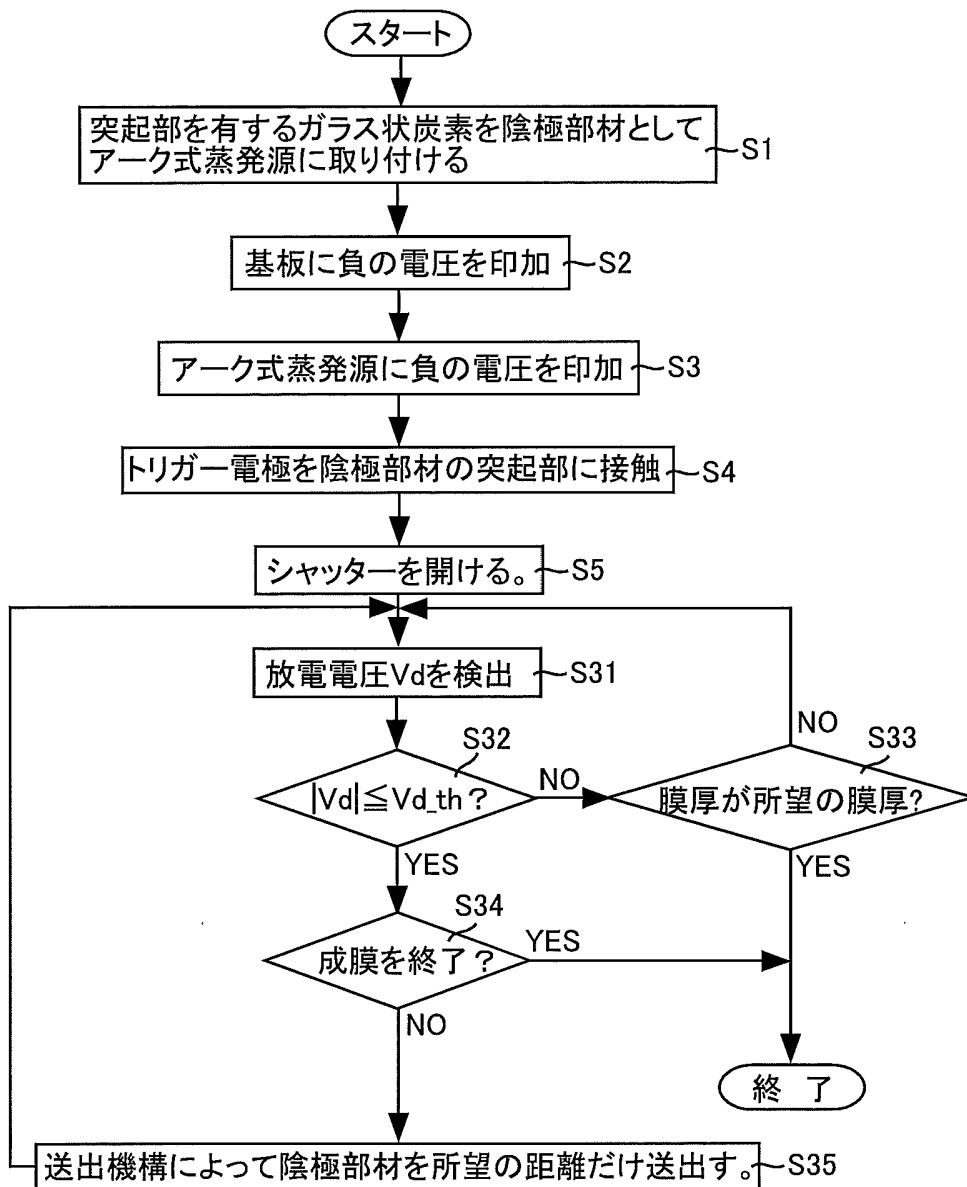 スタート
突起部を有するガラス状炭素を陰極部材として
アーク式蒸発源に取り付ける
S1
基板に負の電圧を印加
S2
アーク式蒸発源に負の電圧を印加
S3
トリガー電極を陰極部材の突起部に接触
S4
シャッターを開ける。
S5
放電電圧Vdを検出
S31
|Vd|≦Vd_th?
S32
NO
YES
膜厚が所望の膜厚?
S33
NO
YES
成膜を終了?
S34
YES
NO
終 了
送出機構によって陰極部材を所望の距離だけ送出す。
S35